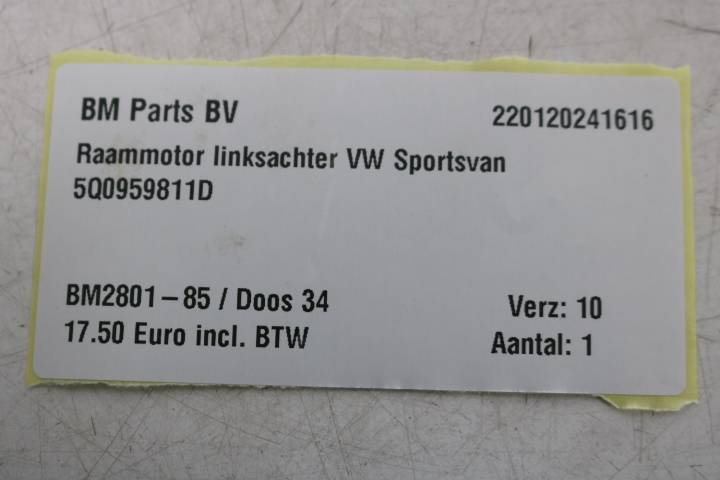 BM Parts BV 220120241616
Raammotor linksachter VW Sportsvan
5Q0959811D
BM2801-85 / Doos 34 Verz: 10
17.50 Euro incl. BTW Aantal: 1